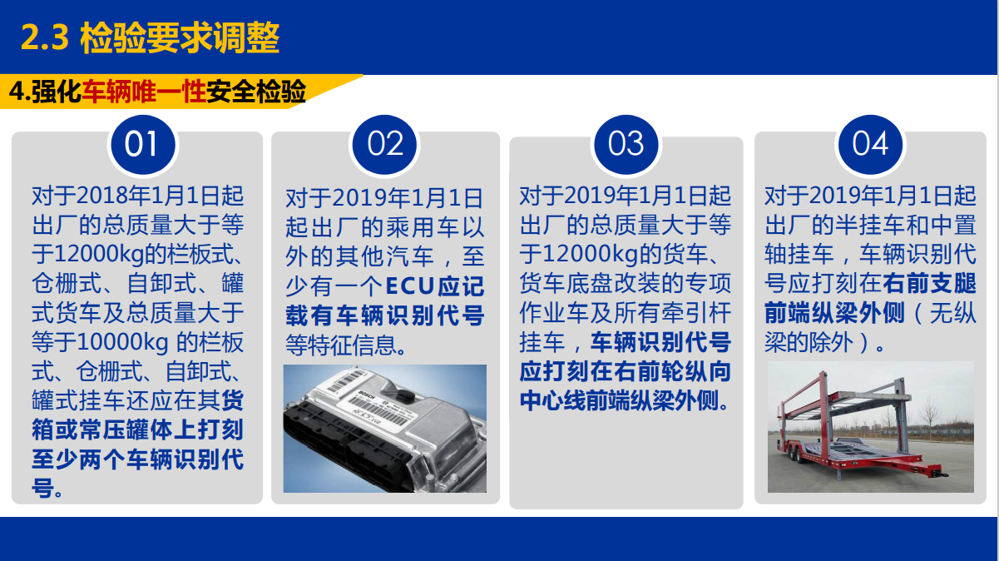 2.3 检验要求调整
4.强化车辆唯一性安全检验
01
对于2018年1月1日起
出厂的总质量大于等
于12000kg的栏板式、
仓栅式、自卸式、罐
式货车及总质量大于
等于10000kg 的栏板
式、仓栅式、自卸式、
罐式挂车还应在其货
箱或常压罐体上打刻
至少两个车辆识别代
号。
02
对于2019年1月1日
起出厂的乘用车以
外的其他汽车，至
少有一个ECU应记
载有车辆识别代号
等特征信息。
BOSCH
03
对于2019年1月1日起
出厂的总质量大于等
于12000kg的货车、
货车底盘改装的专项
作业车及所有牵引杆
挂车，车辆识别代号
应打刻在右前轮纵向
中心线前端纵梁外侧。
04
对于2019年1月1日起
出厂的半挂车和中置
轴挂车，车辆识别代
号应打刻在右前支腿
前端纵梁外侧（无纵
梁的除外）。